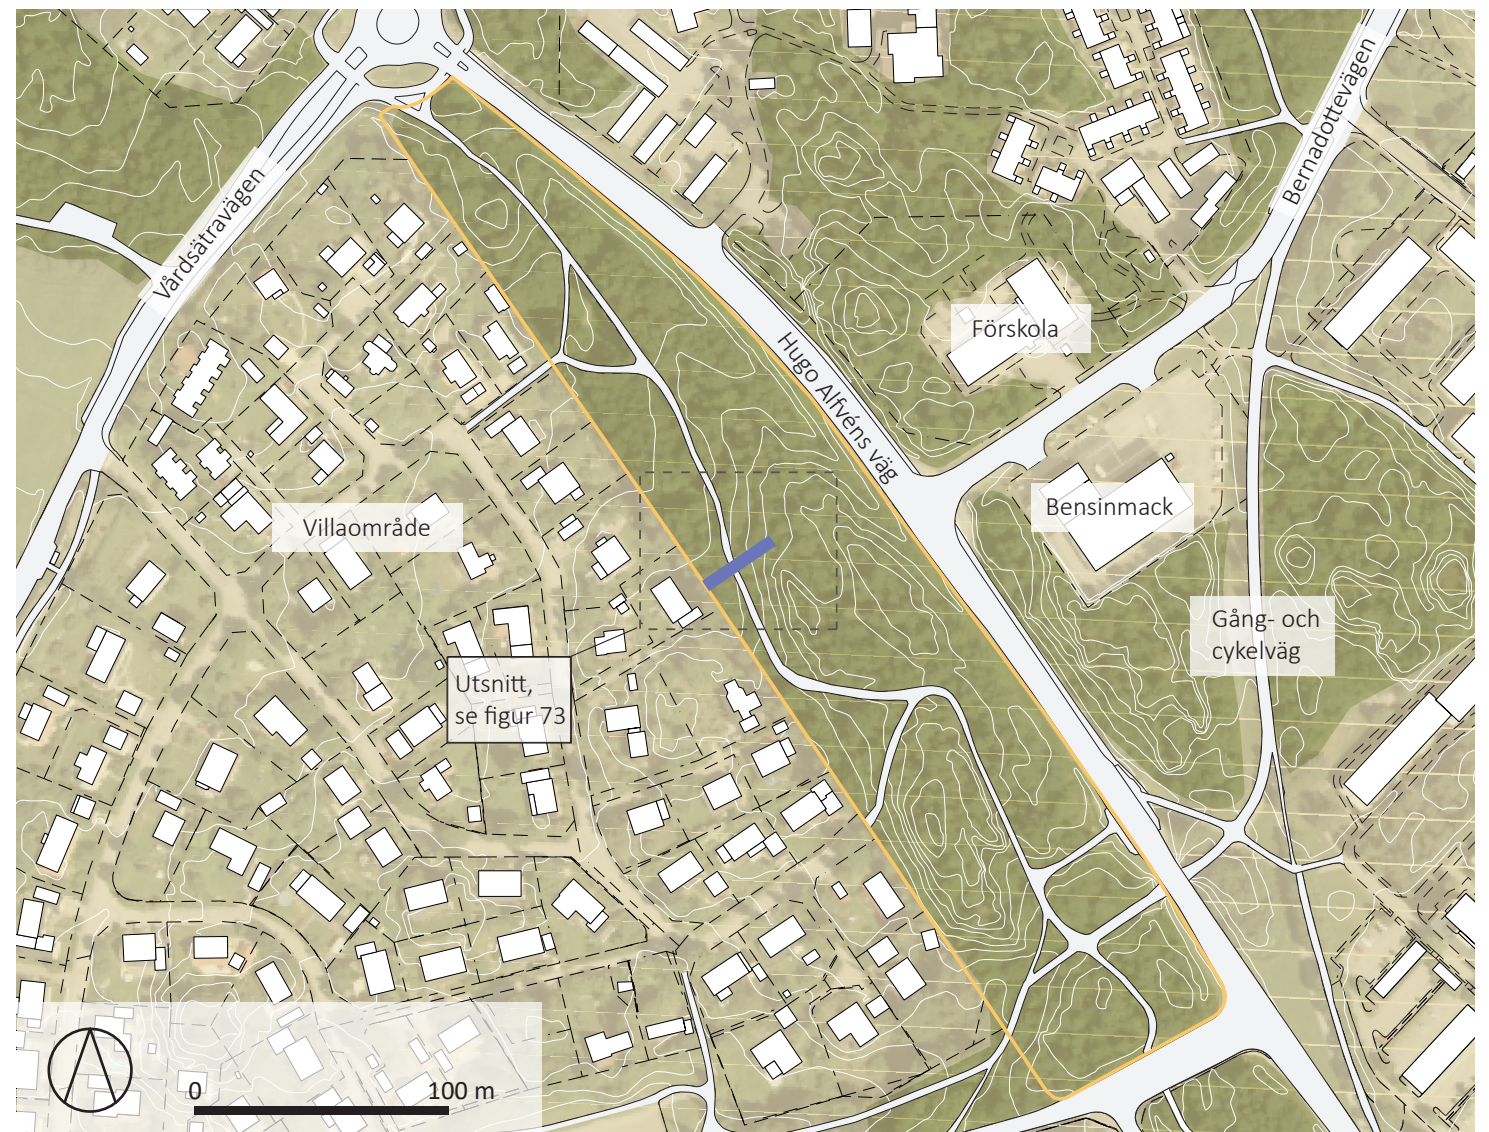 Vårdsätravägen
Bernadottevägen
Hugo Alfvéns väg
Förskola
Bensinmack
Villaområde
Gång- och
cykelväg
Utsnitt,
se figur 73
0 100 m